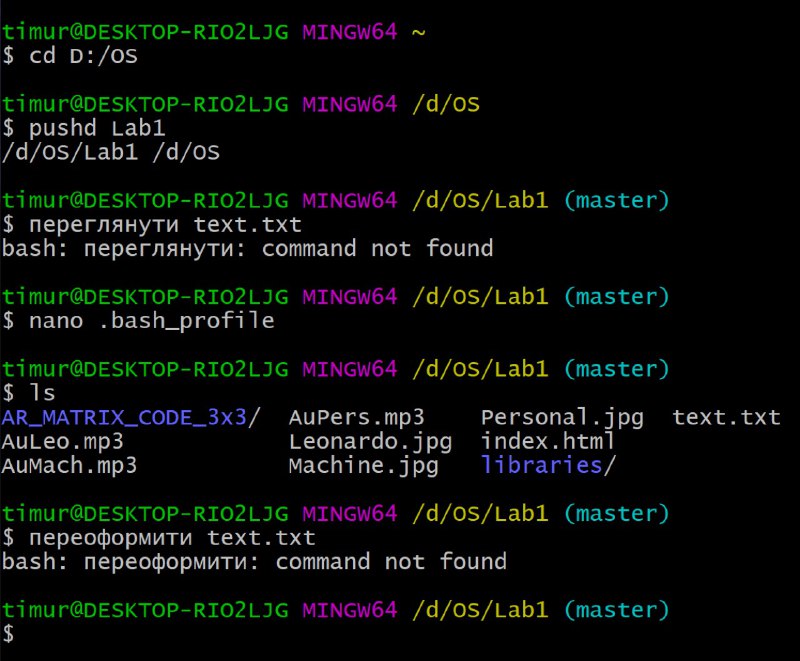 timur@DESKTOP-RIO2LJG MINGW64 ~
$ cd D:/OS
timur@DESKTOP-RIO2LJG MINGW64 /d/OS
$ pushd Lab1
/d/OS/Lab1 /d/OS
timur@DESKTOP-RIO2LJG MINGW64 /d/OS/Lab1 (master)
$ переглянути text.txt
bash: переглянути: command not found
timur@DESKTOP-RIO2LJG MINGW64 /d/OS/Lab1 (master)
$ nano .bash_profile
timur@DESKTOP-RIO2LJG MINGW64 /d/OS/Lab1 (master)
$ ls
AR_MATRIX_CODE_3x3/ AuPers.mp3 Personal.jpg text.txt
AuLeo.mp3 Leonardo.jpg index.html
AuMach.mp3 Machine.jpg libraries/
timur@DESKTOP-RIO2LJG MINGW64 /d/OS/Lab1 (master)
$ переоформити text.txt
bash: переоформити: command not found
timur@DESKTOP-RIO2LJG MINGW64 /d/OS/Lab1 (master)
$